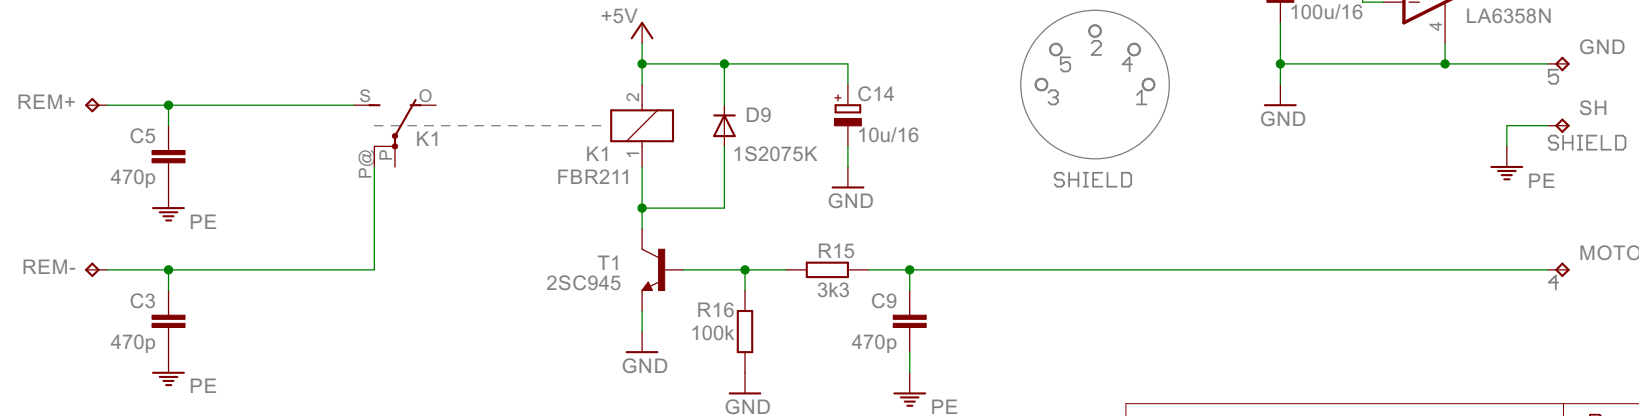 +5V
100u/16
4
LA6358N
GND
5
REM+
S
O
C5
470p
PE
P@
P
K1
2
K1
1
FBR211
D9
1S2075K
+
C14
10u/16
GND
2
5
4
3
1
SHIELD
GND
SH
SHIELD
PE
REM-
C3
470p
PE
T1
2SC945
GND
R16
100k
GND
R15
3k3
C9
470p
PE
MOTO
4